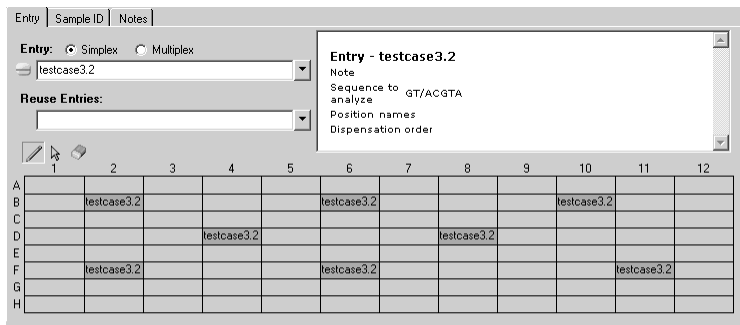 Entry Sample ID Notes
Entry: Simplex Multiplex
testcase3.2
Reuse Entries:
Entry - testcase3.2
Note
Sequence to
analyze GT/ACGTA
Position names
Dispensation order
1 2 3 4 5 6 7 8 9 10 11 12
A
B testcase3.2 testcase3.2 testcase3.2
C
D testcase3.2 testcase3.2
E
F testcase3.2 testcase3.2 testcase3.2
G
H